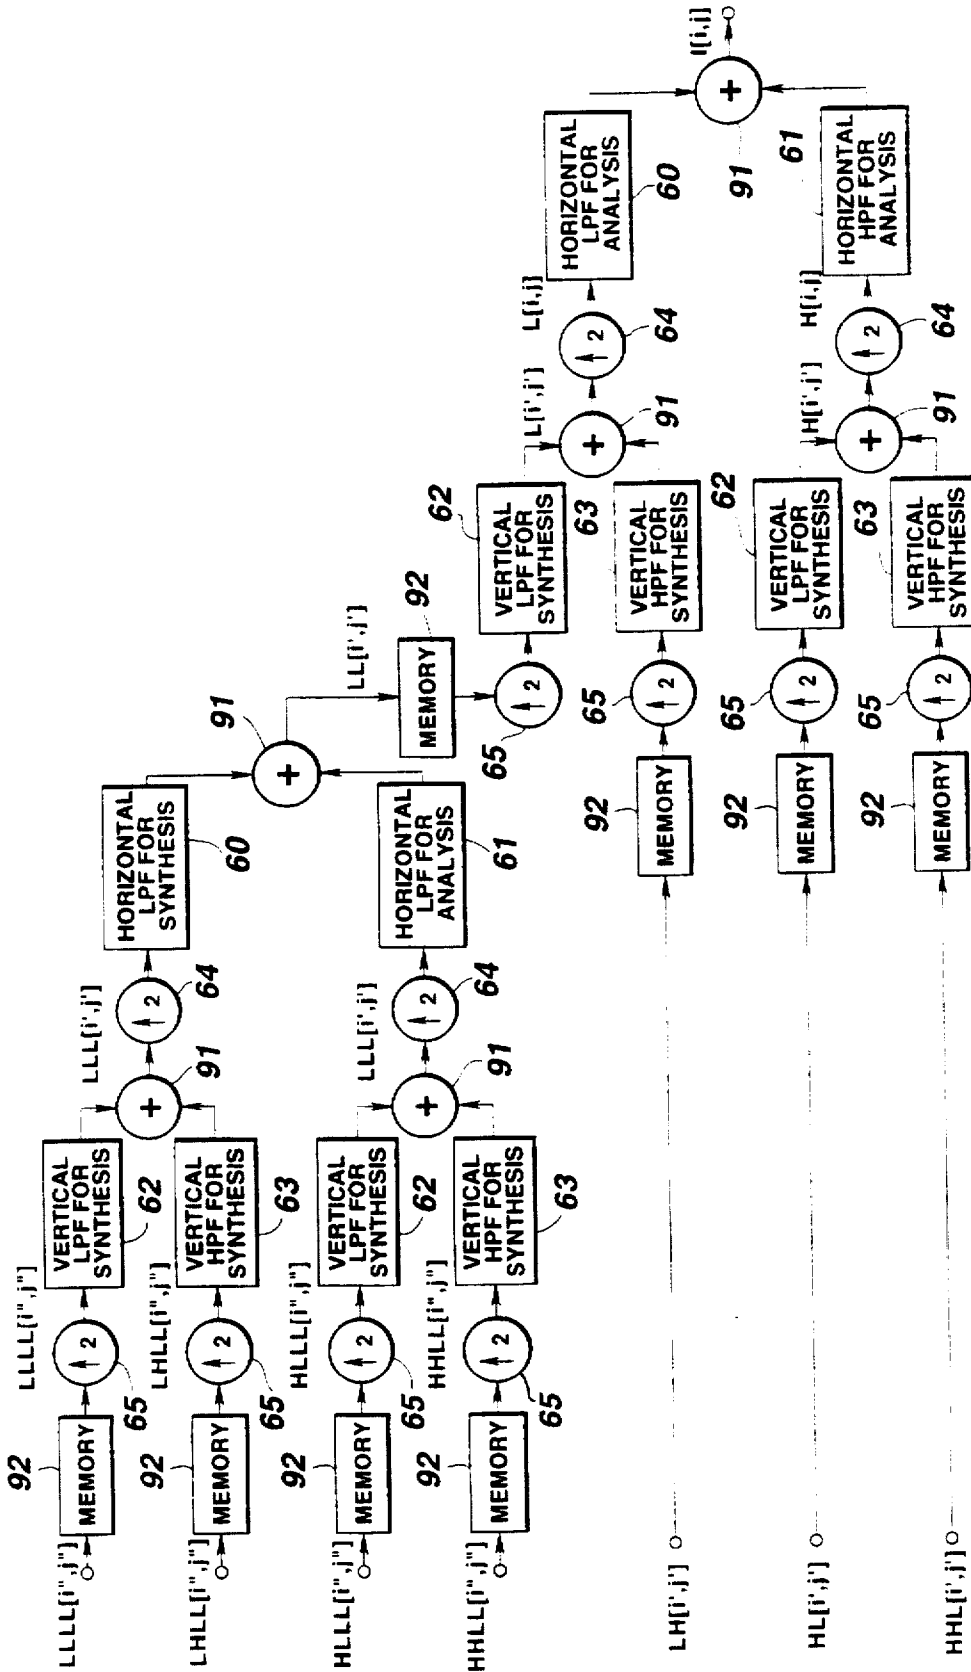 LLLL[i",j"]
92
MEMORY
65
2
LLLL[i",j"]
VERTICAL
LPF FOR
SYNTHESIS
62
LHLL[i",j"]
92
MEMORY
65
2
LHLL[i",j"]
VERTICAL
HPF FOR
SYNTHESIS
63
+
91
LLL[i',j']
2
64
HORIZONTAL
LPF FOR
SYNTHESIS
60
HLLL[i",j"]
92
MEMORY
65
2
HLLL[i",j"]
VERTICAL
LPF FOR
SYNTHESIS
62
HHLL[i",j"]
92
MEMORY
65
2
HHLL[i",j"]
VERTICAL
HPF FOR
SYNTHESIS
63
+
91
LLL[i',j']
2
64
HORIZONTAL
LPF FOR
ANALYSIS
61
91
+
LL[i',j']
MEMORY
92
65
2
VERTICAL
LPF FOR
SYNTHESIS
62
LH[i',j']
92
MEMORY
65
2
VERTICAL
HPF FOR
SYNTHESIS
63
+
91
L[i',j']
2
64
L[i,j]
HORIZONTAL
LPF FOR
ANALYSIS
60
HL[i',j']
92
MEMORY
65
2
VERTICAL
LPF FOR
SYNTHESIS
62
HHL[i',j']
92
MEMORY
65
2
VERTICAL
HPF FOR
SYNTHESIS
63
+
91
H[i',j']
2
64
H[i,j]
HORIZONTAL
HPF FOR
ANALYSIS
61
+
91
I[i,j]